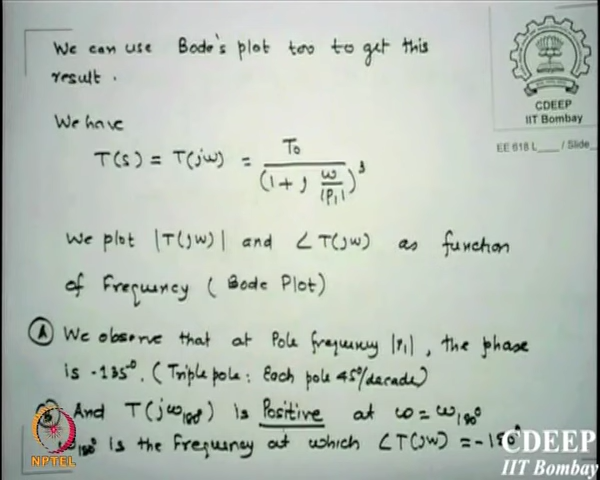 We can use Bode's plot too to get this
result.
CDEEP
IIT Bombay
EE 618 L____ / Slide_
We have
T(s) = T(jω) = T₀ / (1 + j ω/|P₁|)³
We plot |T(jω)| and ∠T(jω) as function
of Frequency ( Bode Plot)
(A) We observe that at Pole frequency |P₁|, the phase
is -135°. (Triple pole : Each pole 45°/decade)
And T(jω₁₈₀°) is Positive at ω = ω₁₈₀°
ω₁₈₀° is the Frequency at which ∠T(jω) = -180°
NPTEL
CDEEP
IIT Bombay